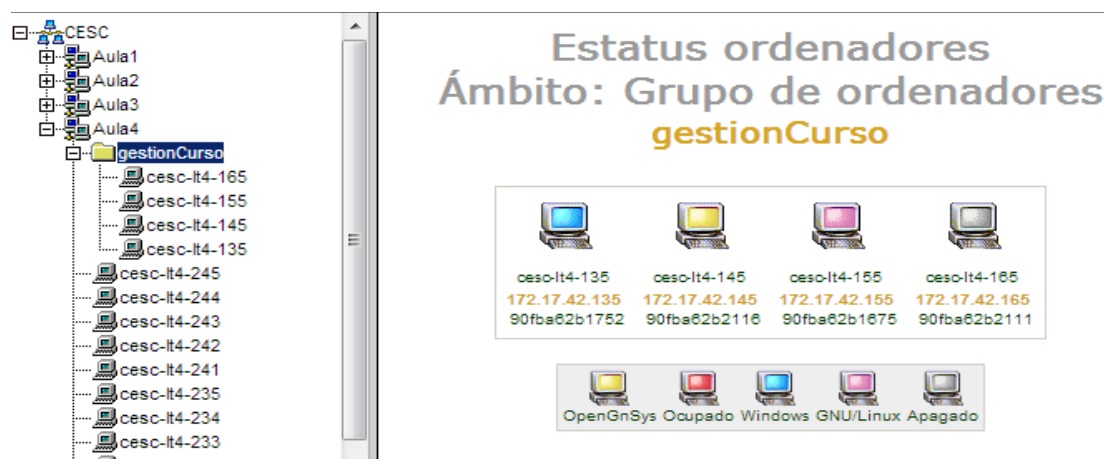 CESC
Aula1
Aula2
Aula3
Aula4
gestionCurso
cesc-lt4-165
cesc-lt4-155
cesc-lt4-145
cesc-lt4-135
cesc-lt4-245
cesc-lt4-244
cesc-lt4-243
cesc-lt4-242
cesc-lt4-241
cesc-lt4-235
cesc-lt4-234
cesc-lt4-233
Estatus ordenadores
Ámbito: Grupo de ordenadores
gestionCurso
cesc-lt4-135 cesc-lt4-145 cesc-lt4-155 cesc-lt4-165
172.17.42.135 172.17.42.145 172.17.42.155 172.17.42.165
90fba62b1752 90fba62b2116 90fba62b1675 90fba62b2111
OpenGnSys Ocupado Windows GNU/Linux Apagado